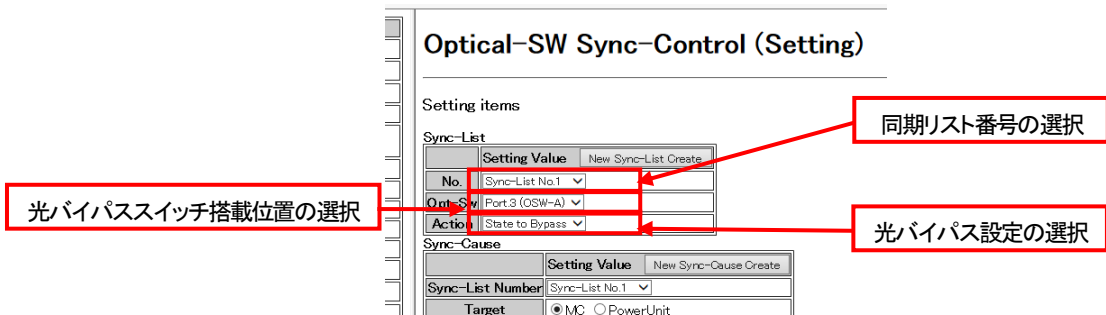 Optical-SW Sync-Control (Setting)
Setting items
同期リスト番号の選択
Sync-List
Setting Value New Sync-List Create
No. Sync-List No.1
光バイパススイッチ搭載位置の選択
Opt-Sw Port.3 (OSW-A)
Action State to Bypass
光バイパス設定の選択
Sync-Cause
Setting Value New Sync-Cause Create
Sync-List Number Sync-List No.1
Target MC PowerUnit